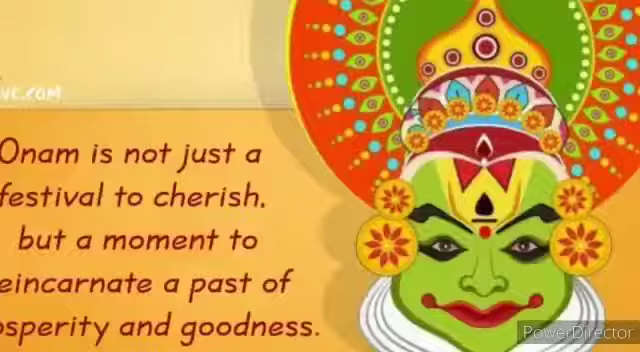 Onam is not just a
festival to cherish,
but a moment to
eincarnate a past of
osperity and goodness.
PowerDirector